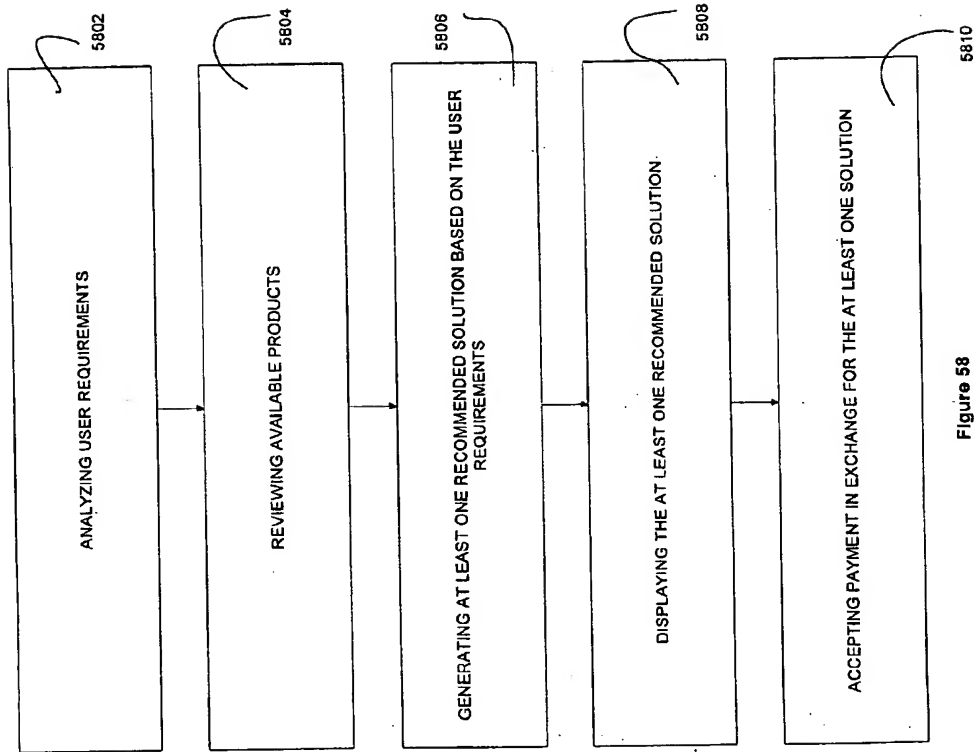 5802
ANALYZING USER REQUIREMENTS
5804
REVIEWING AVAILABLE PRODUCTS
5806
GENERATING AT LEAST ONE RECOMMENDED SOLUTION BASED ON THE USER
REQUIREMENTS
5808
DISPLAYING THE AT LEAST ONE RECOMMENDED SOLUTION
5810
ACCEPTING PAYMENT IN EXCHANGE FOR THE AT LEAST ONE SOLUTION
Figure 58